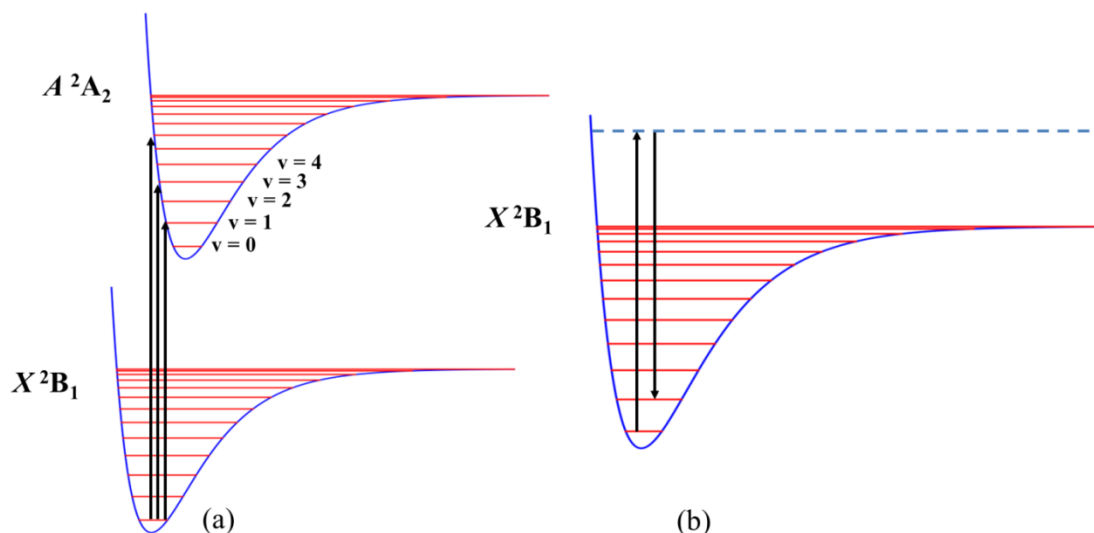 A ²A₂
v = 4
v = 3
v = 2
v = 1
v = 0
X ²B₁
(a)
X ²B₁
(b)